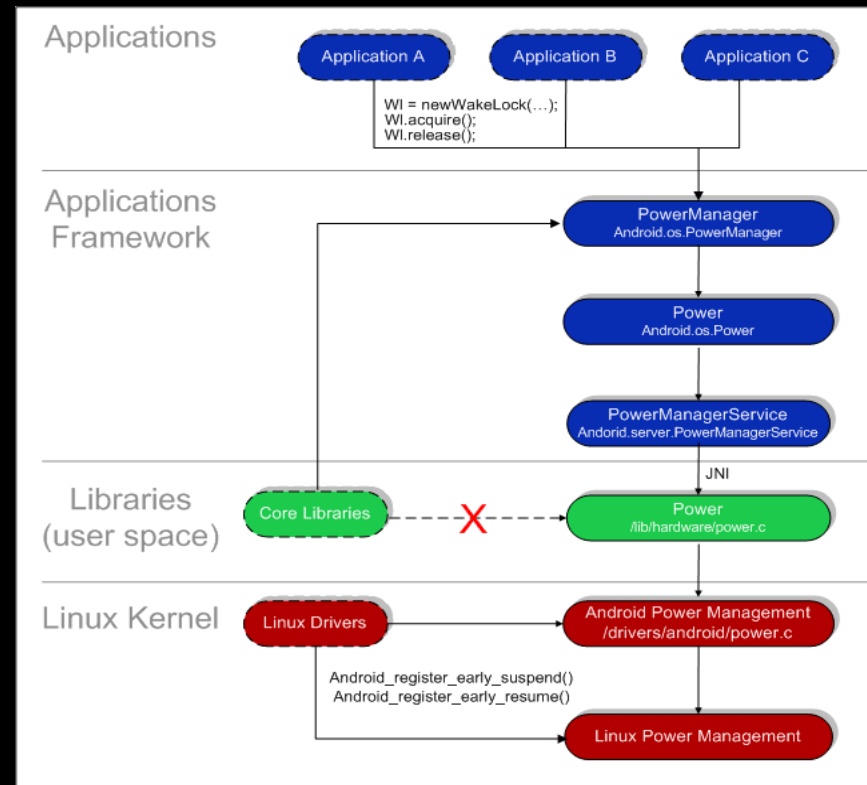 Applications
Application A
Application B
Application C
Wl = newWakeLock(…);
Wl.acquire();
Wl.release();
Applications
Framework
PowerManager
Android.os.PowerManager
Power
Android.os.Power
PowerManagerService
Andorid.server.PowerManagerService
JNI
Libraries
(user space)
Core Libraries
X
Power
/lib/hardware/power.c
Linux Kernel
Linux Drivers
Android Power Management
/drivers/android/power.c
Android_register_early_suspend()
Android_register_early_resume()
Linux Power Management